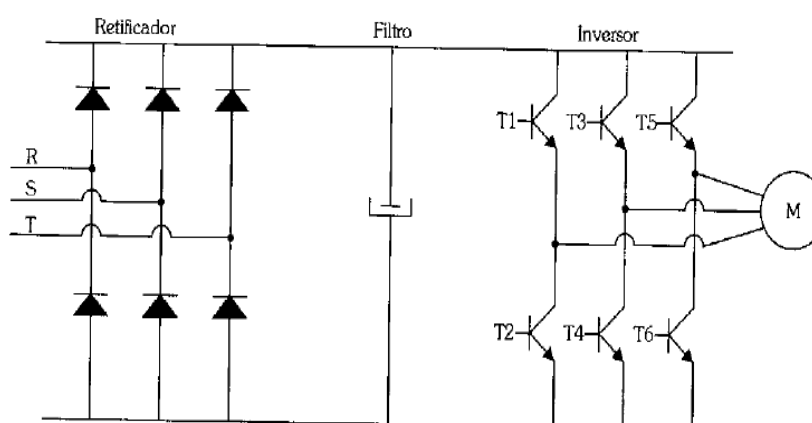 Retificador
Filtro
Inversor
T1
T3
T5
R
S
T
M
T2
T4
T6